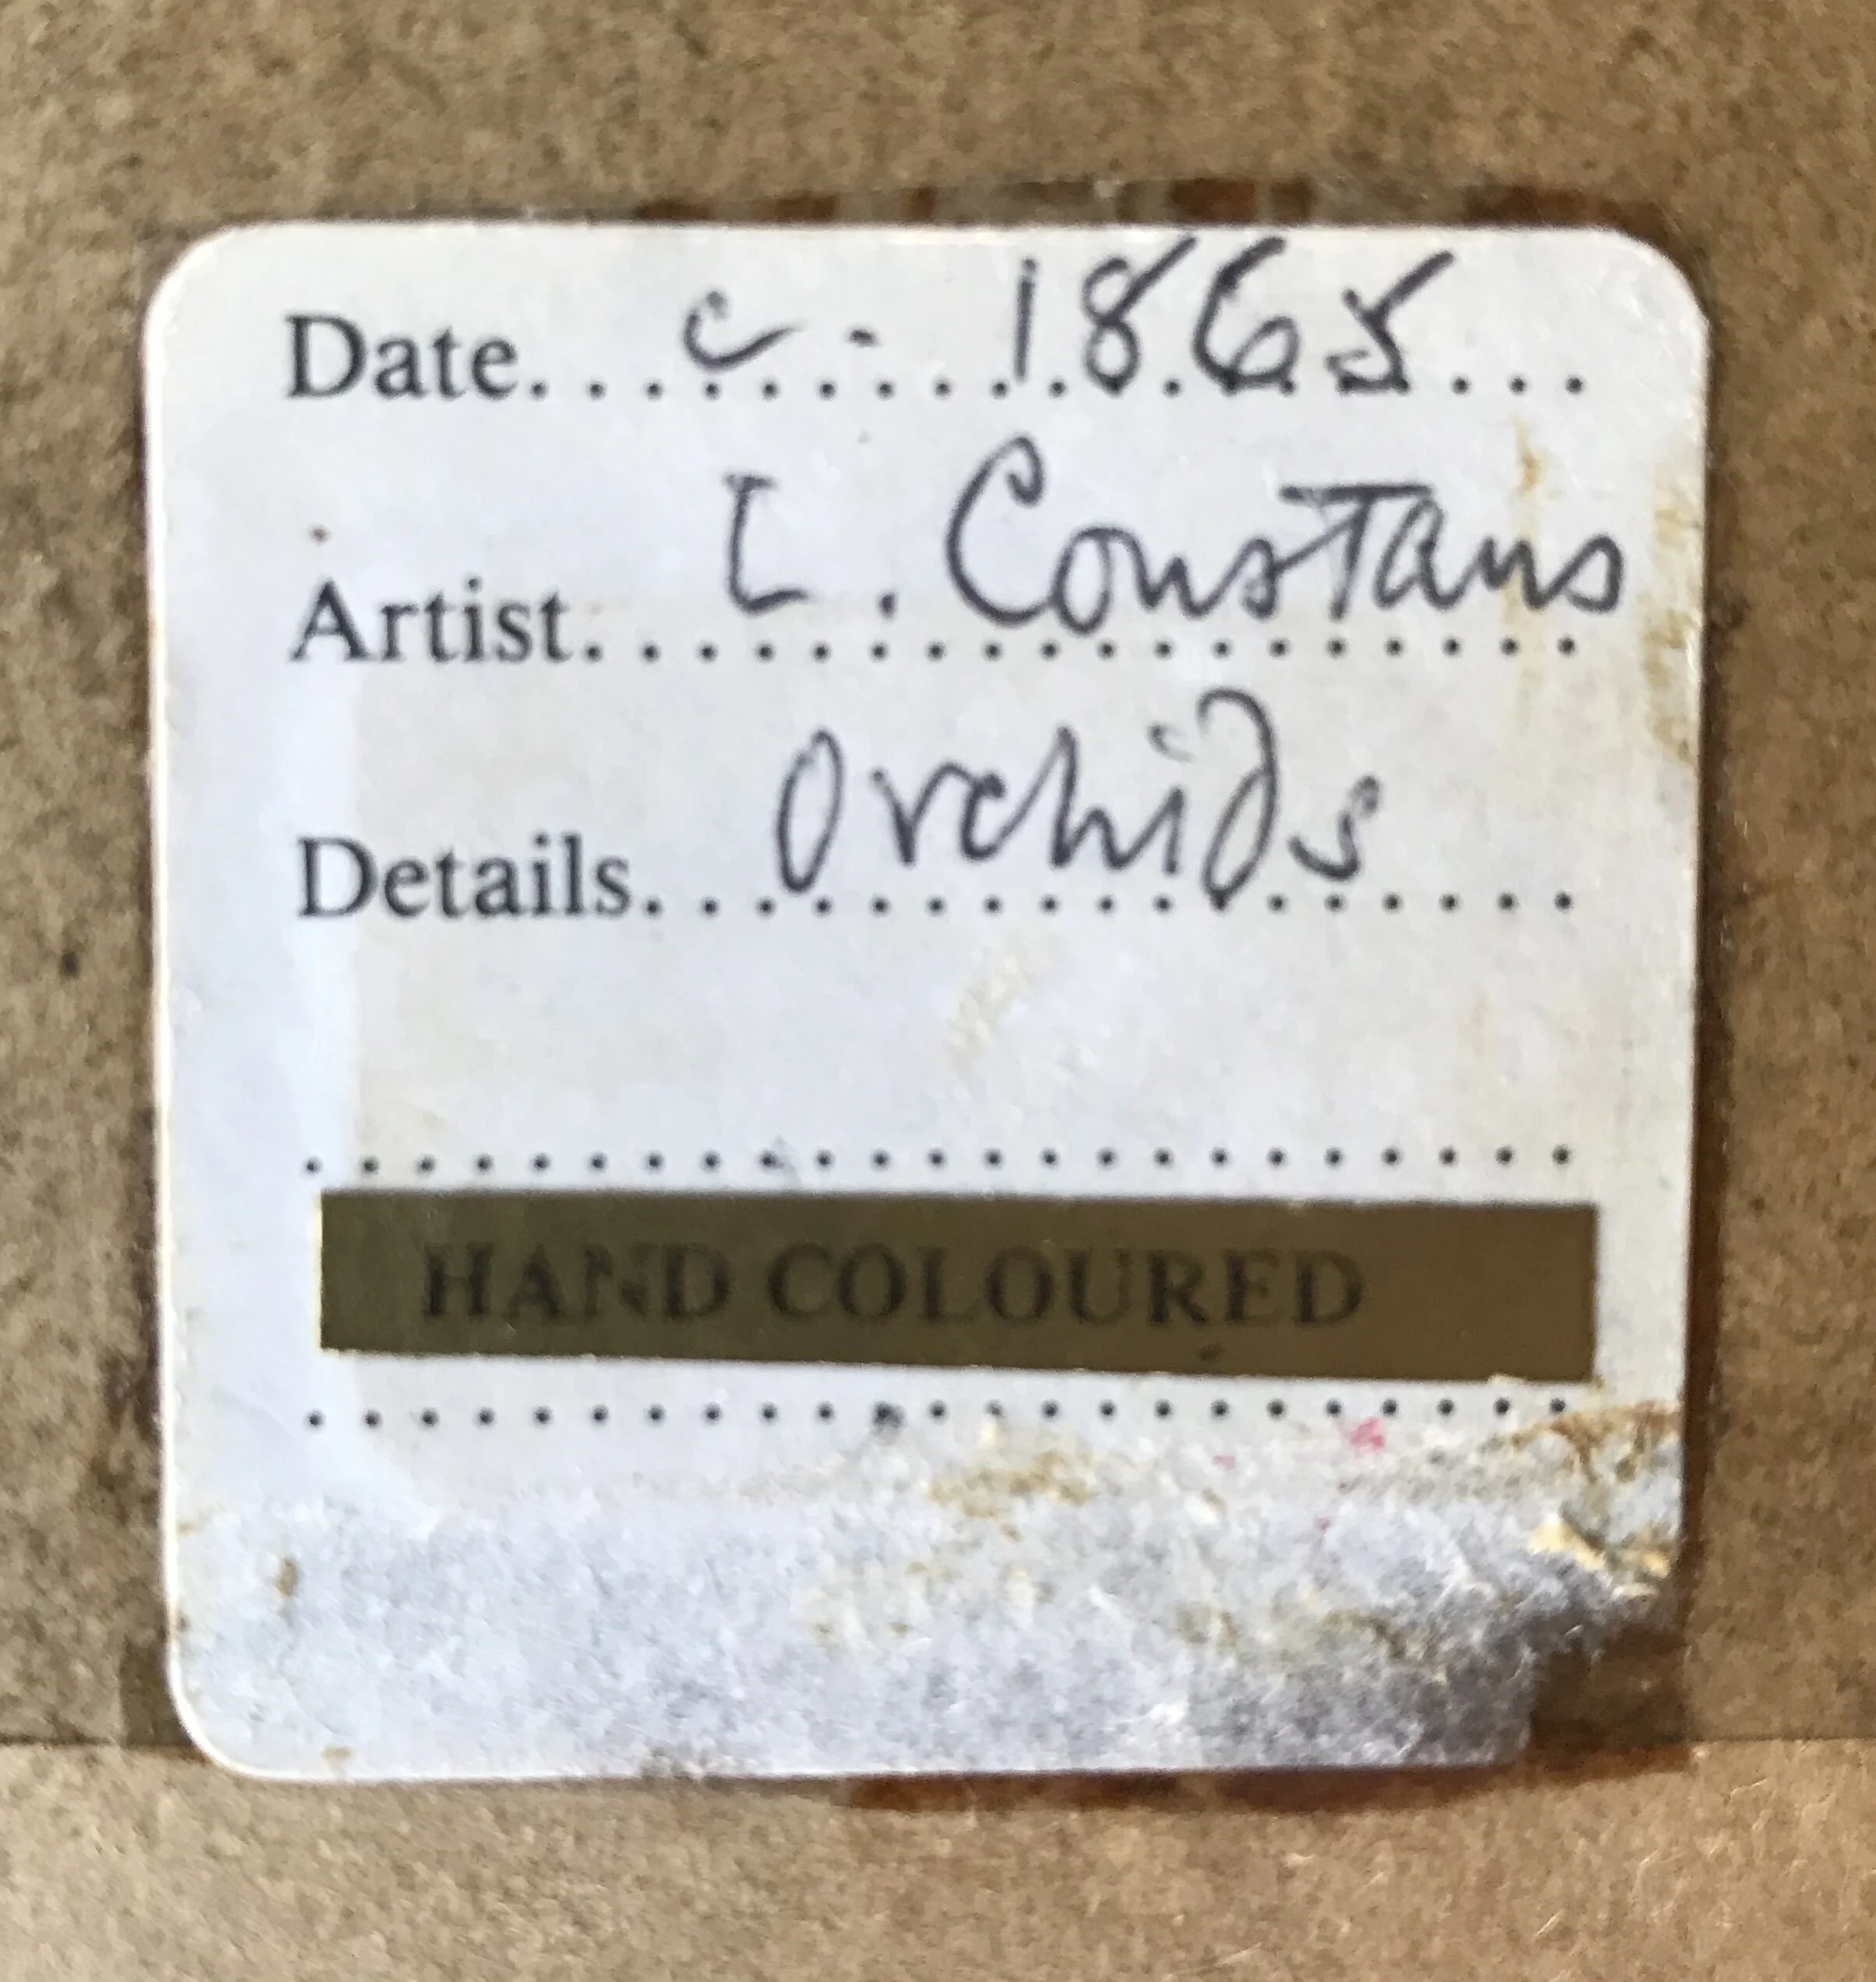 Date.......c.1865...
Artist....L. Constans
Details...Orchids......
HAND COLOURED